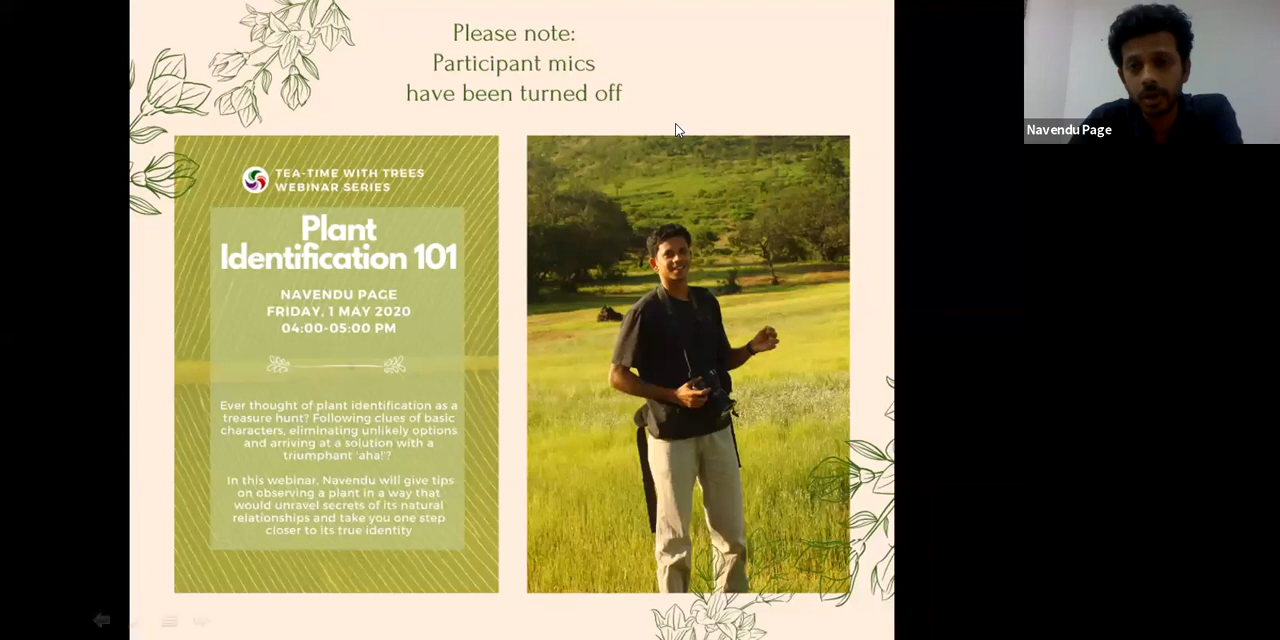 Please note:
Participant mics
have been turned off
TEA-TIME WITH TREES
WEBINAR SERIES
Plant
Identification 101
NAVENDU PAGE
FRIDAY, 1 MAY 2020
04:00-05:00 PM
Ever thought of plant identification as a
treasure hunt? Following clues of basic
characters, eliminating unlikely options
and arriving at a solution with a
triumphant 'aha!'?
In this webinar, Navendu will give tips
on observing a plant in a way that
would unravel secrets of its natural
relationships and take you one step
closer to its true identity
Navendu Page